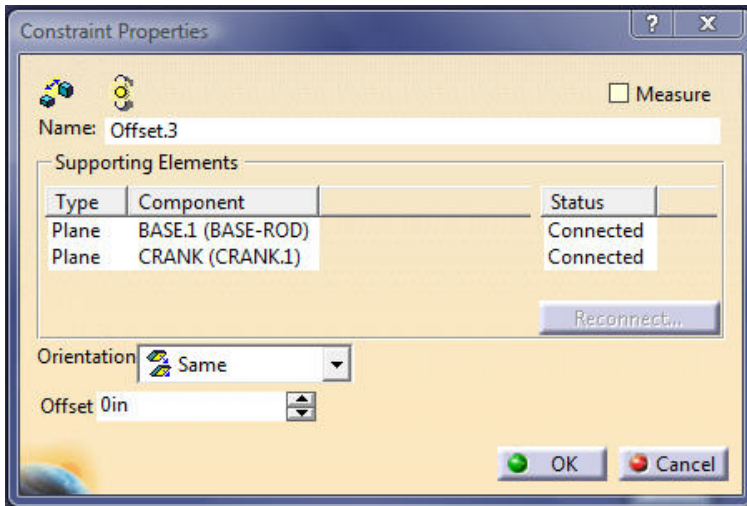 Constraint Properties
? X
Measure
Name: Offset.3
Supporting Elements
Type Component Status
Plane BASE.1 (BASE-ROD) Connected
Plane CRANK (CRANK.1) Connected
Reconnect...
Orientation Same
Offset 0in
OK Cancel